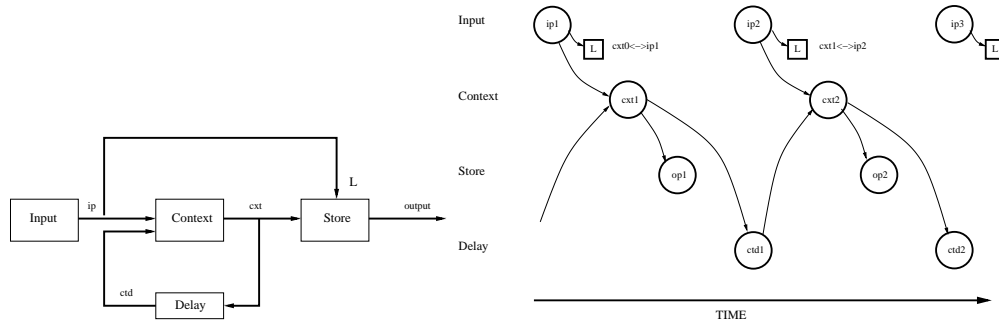 Input
ip
Context
cxt
Store
output
L
ctd
Delay
Input
ip1
L
cxt0<->ip1
ip2
L
cxt1<->ip2
ip3
L
Context
cxt1
cxt2
Store
op1
op2
Delay
ctd1
ctd2
TIME